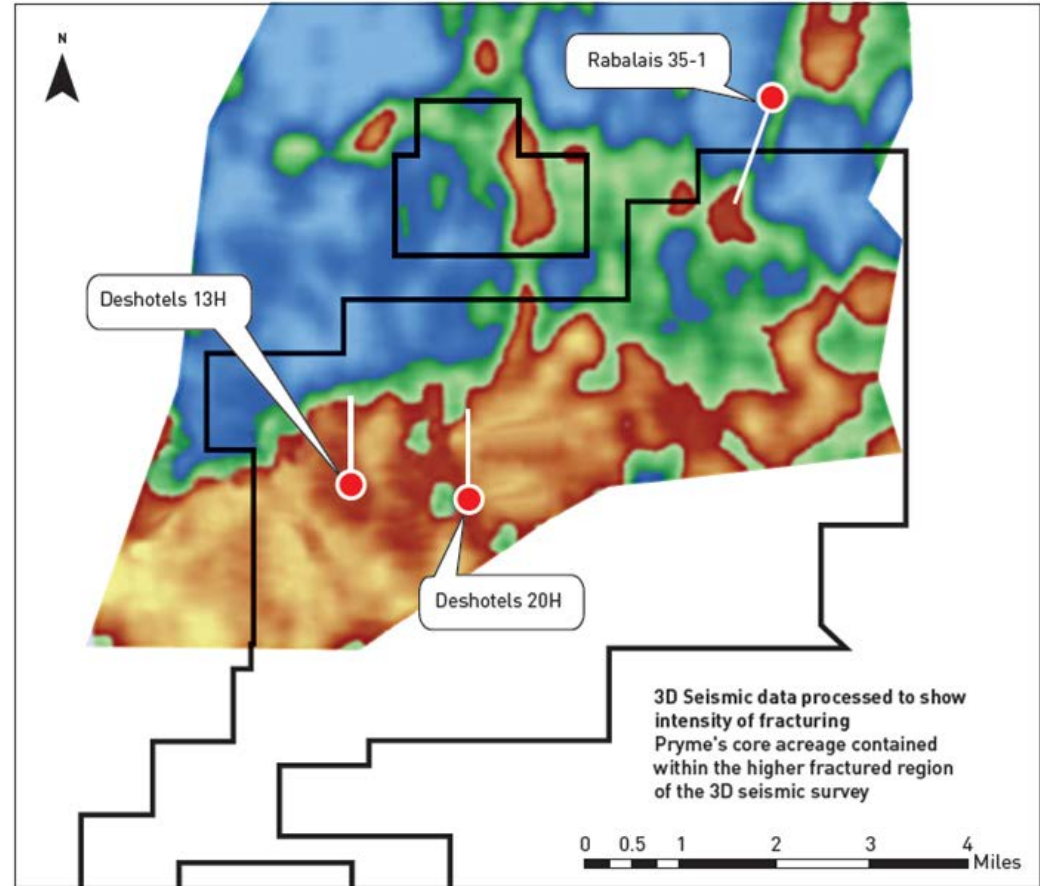 N
Rabalais 35-1
Deshotels 13H
Deshotels 20H
3D Seismic data processed to show
intensity of fracturing
Pryme's core acreage contained
within the higher fractured region
of the 3D seismic survey
0 0.5 1 2 3 4
Miles